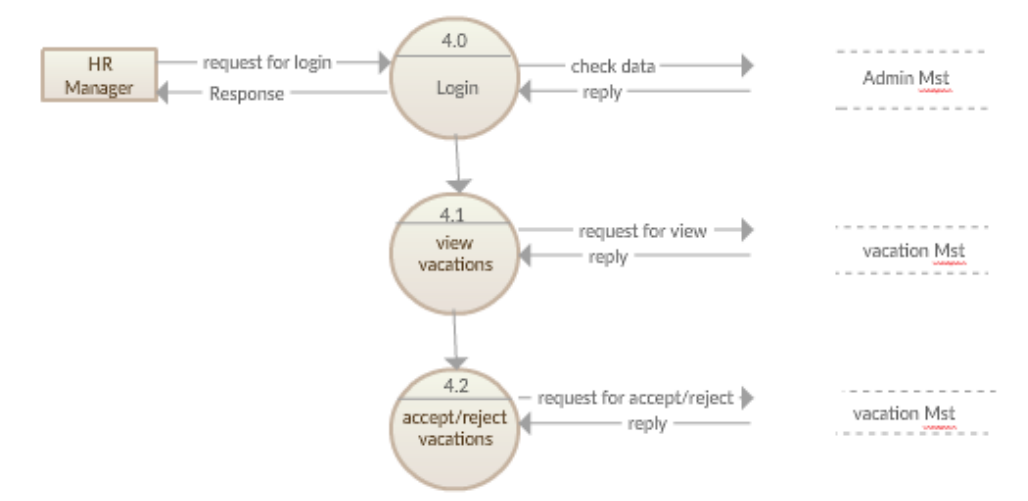 4.0
HR
Manager
request for login
Response
Login
check data
reply
Admin Mst
4.1
view
vacations
request for view
reply
vacation Mst
4.2
accept/reject
vacations
request for accept/reject
reply
vacation Mst